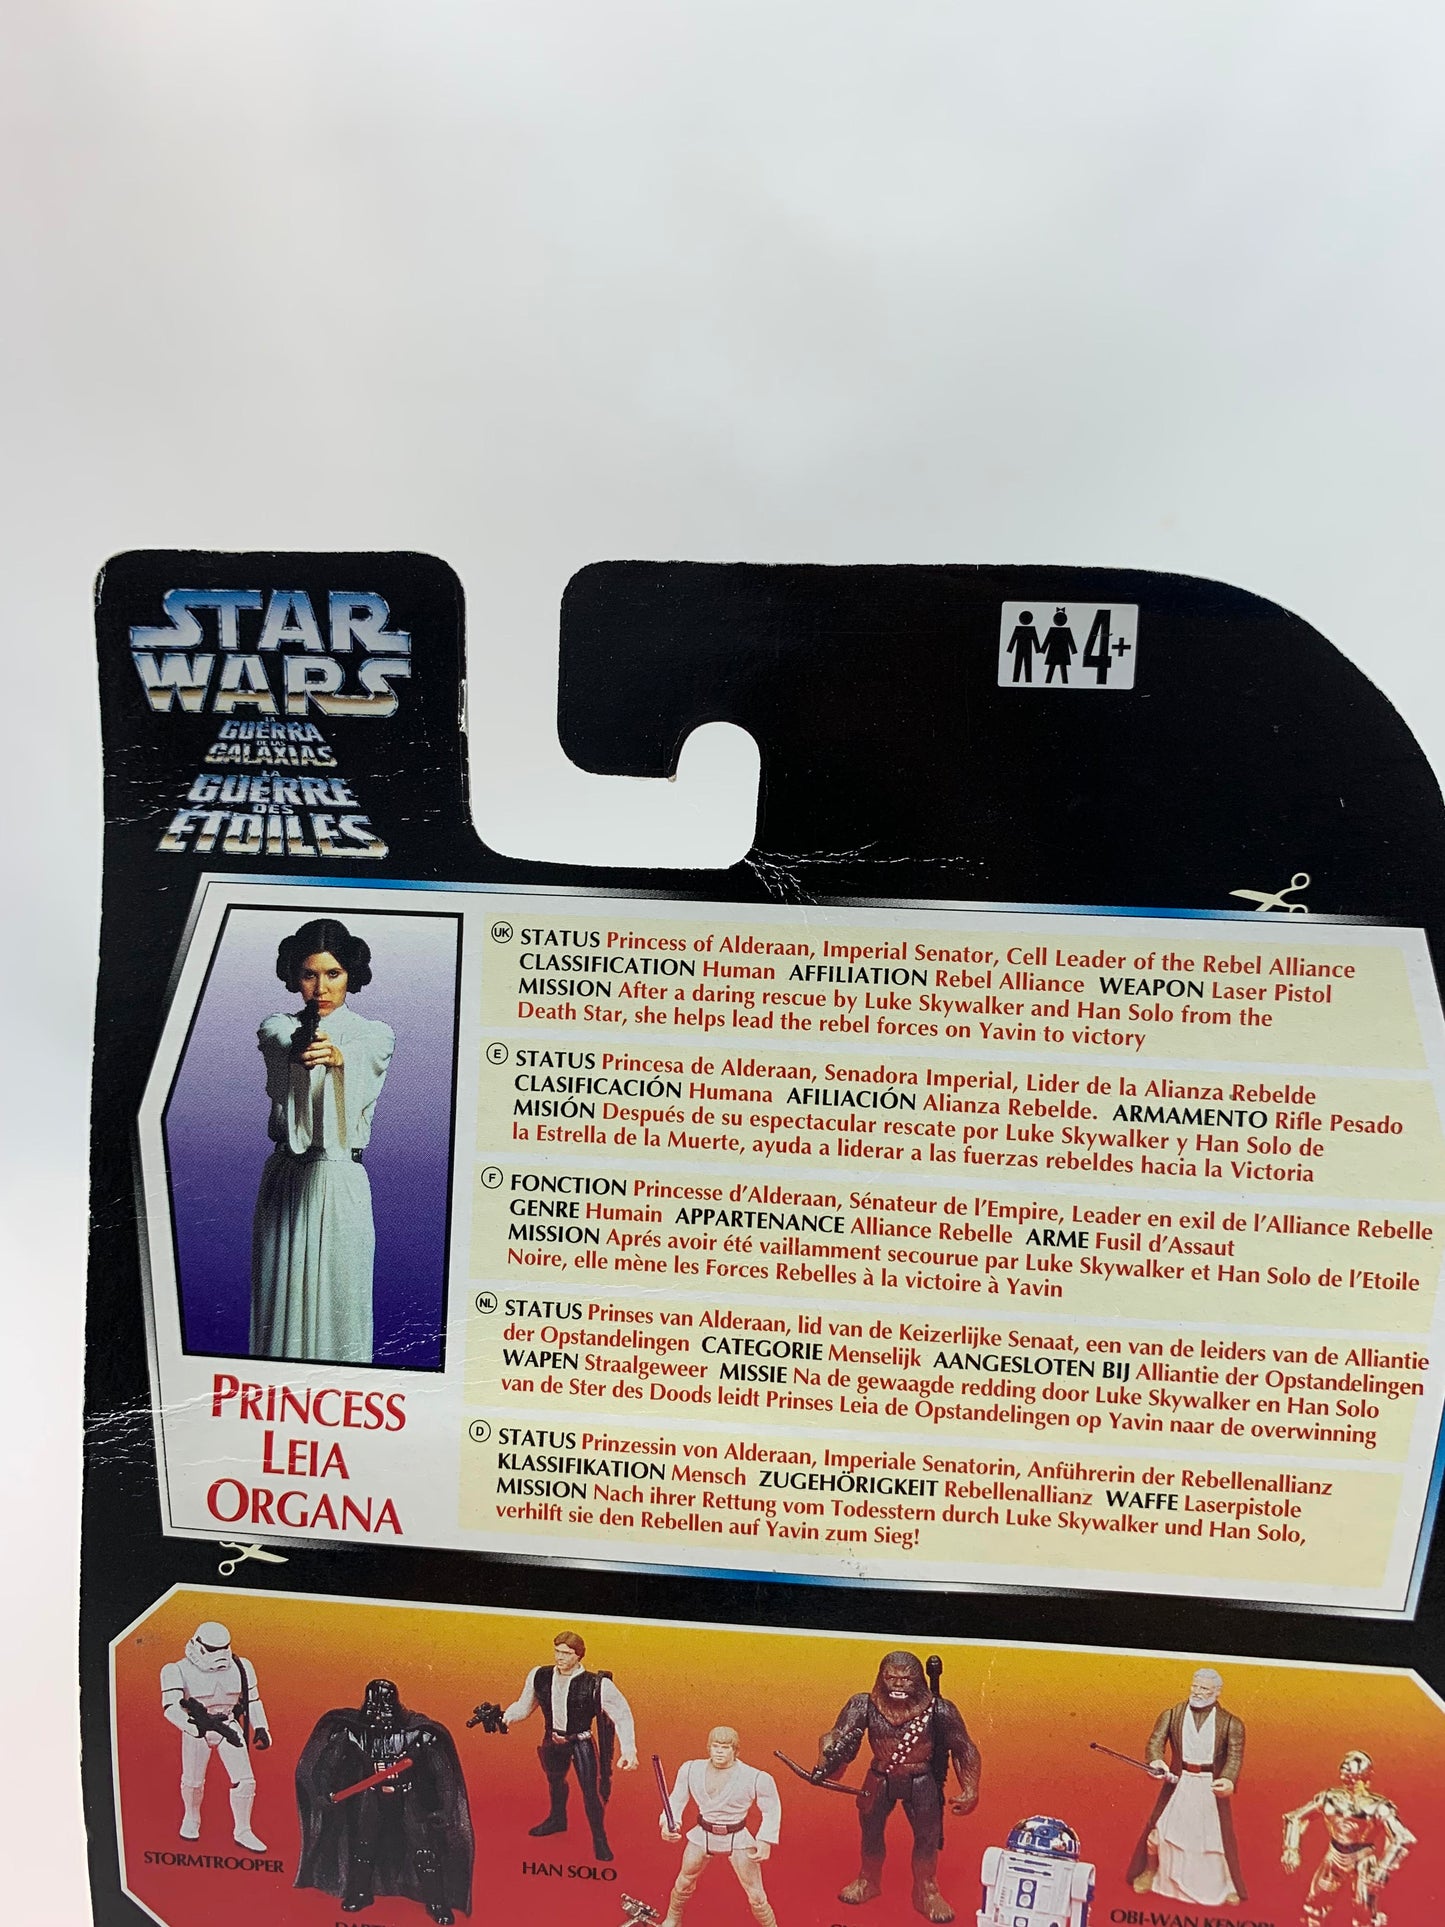 STAR
WARS
LA
GUERRA
DE LAS
GALAXIAS
LA
GUERRE
DES
ÉTOILES
4+
UK STATUS Princess of Alderaan, Imperial Senator, Cell Leader of the Rebel Alliance
CLASSIFICATION Human AFFILIATION Rebel Alliance WEAPON Laser Pistol
MISSION After a daring rescue by Luke Skywalker and Han Solo from the
Death Star, she helps lead the rebel forces on Yavin to victory
E STATUS Princesa de Alderaan, Senadora Imperial, Lider de la Alianza Rebelde
CLASIFICACIÓN Humana AFILIACIÓN Alianza Rebelde. ARMAMENTO Rifle Pesado
MISIÓN Después de su espectacular rescate por Luke Skywalker y Han Solo de
la Estrella de la Muerte, ayuda a liderar a las fuerzas rebeldes hacia la Victoria
F FONCTION Princesse d'Alderaan, Sénateur de l'Empire, Leader en exil de l'Alliance Rebelle
GENRE Humain APPARTENANCE Alliance Rebelle ARME Fusil d'Assaut
MISSION Aprés avoir été vaillamment secourue par Luke Skywalker et Han Solo de l'Etoile
Noire, elle mène les Forces Rebelles à la victoire à Yavin
NL STATUS Prinses van Alderaan, lid van de Keizerlijke Senaat, een van de leiders van de Alliantie
der Opstandelingen CATEGORIE Menselijk AANGESLOTEN BIJ Alliantie der Opstandelingen
WAPEN Straalgeweer MISSIE Na de gewaagde redding door Luke Skywalker en Han Solo
van de Ster des Doods leidt Prinses Leia de Opstandelingen op Yavin naar de overwinning
D STATUS Prinzessin von Alderaan, Imperiale Senatorin, Anführerin der Rebellenallianz
KLASSIFIKATION Mensch ZUGEHÖRIGKEIT Rebellenallianz WAFFE Laserpistole
MISSION Nach ihrer Rettung vom Todesstern durch Luke Skywalker und Han Solo,
verhilft sie den Rebellen auf Yavin zum Sieg!
PRINCESS
LEIA
ORGANA
STORMTROOPER
HAN SOLO
OBI-WAN KENOBI